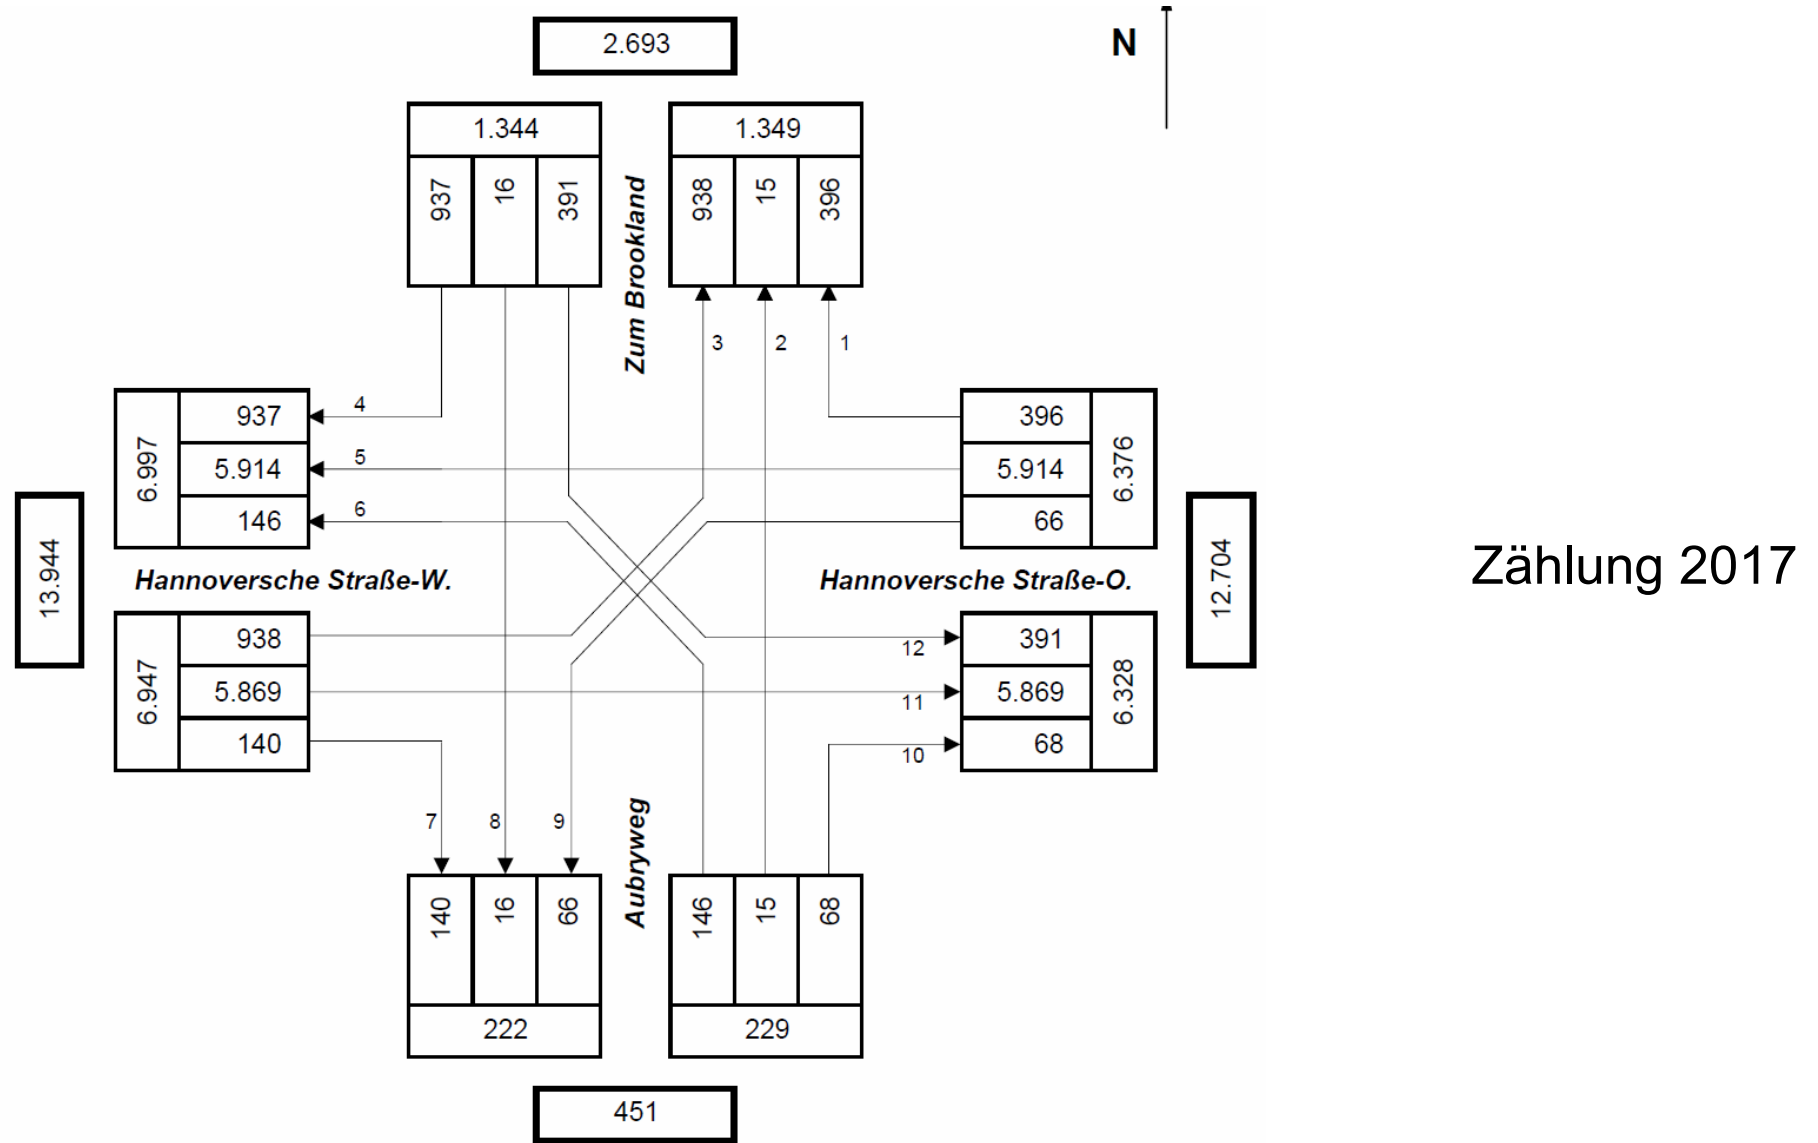 2.693
N
1.344
1.349
937 16 391
938 15 396
Zum Brookland
3 2 1
4
5
6
6.997
937
5.914
146
396
5.914
66
6.376
13.944
Hannoversche Straße-W.
Hannoversche Straße-O.
12.704
Zählung 2017
6.947
938
5.869
140
12
11
10
391
5.869
68
6.328
7 8 9
Aubryweg
140 16 66
146 15 68
222
229
451